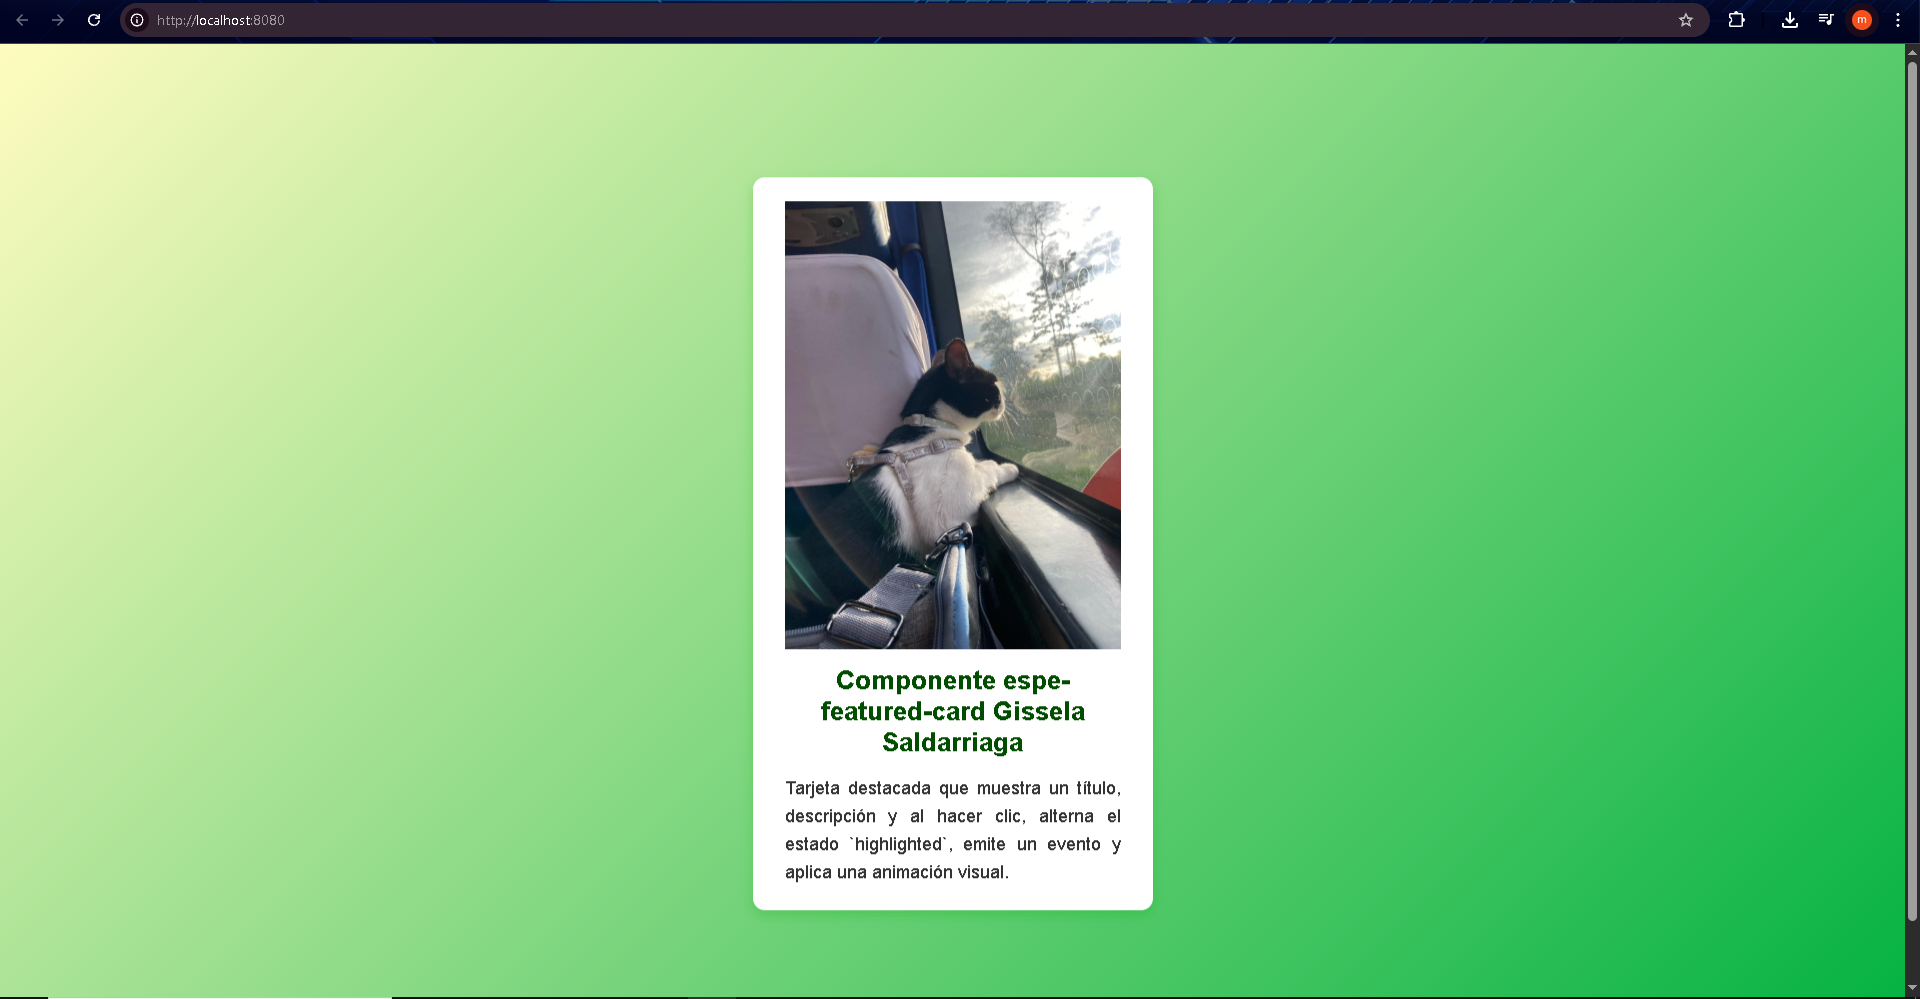 http://localhost:8080
m
Componente espe-
featured-card Gissela
Saldarriaga
Tarjeta destacada que muestra un título,
descripción y al hacer clic, alterna el
estado `highlighted`, emite un evento y
aplica una animación visual.